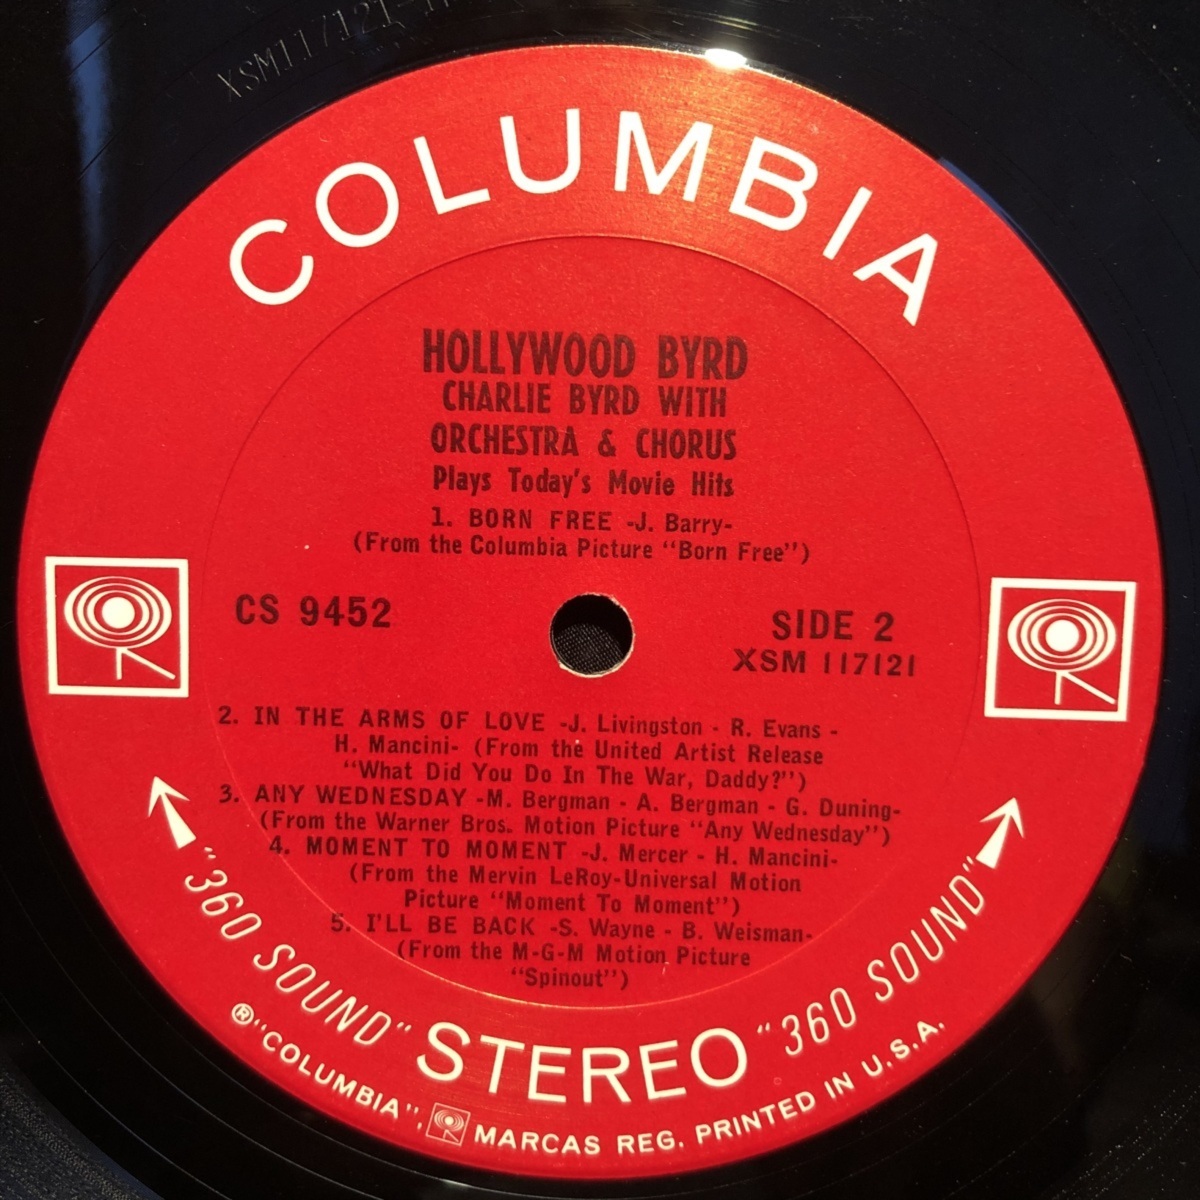 XSM117121-1
COLUMBIA
HOLLYWOOD BYRD
CHARLIE BYRD WITH
ORCHESTRA & CHORUS
Plays Today's Movie Hits
1. BORN FREE -J. Barry-
(From the Columbia Picture "Born Free")
CS 9452
SIDE 2
XSM 117121
2. IN THE ARMS OF LOVE -J. Livingston - R. Evans -
H. Mancini- (From the United Artist Release
"What Did You Do In The War, Daddy?")
3. ANY WEDNESDAY -M. Bergman - A. Bergman - G. Duning-
(From the Warner Bros. Motion Picture "Any Wednesday")
4. MOMENT TO MOMENT -J. Mercer - H. Mancini-
(From the Mervin LeRoy-Universal Motion
Picture "Moment To Moment")
5. I'LL BE BACK -S. Wayne - B. Weisman-
(From the M-G-M Motion Picture
"Spinout")
"360 SOUND" STEREO "360 SOUND"
® "COLUMBIA", MARCAS REG. PRINTED IN U.S.A.